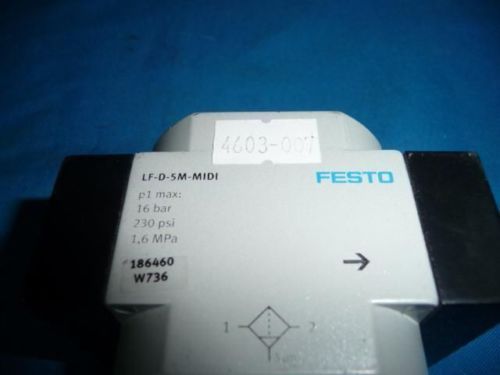 4603-007
LF-D-5M-MIDI
FESTO
p1 max:
16 bar
230 psi
1,6 MPa
186460
W736
→
1 2
5µm